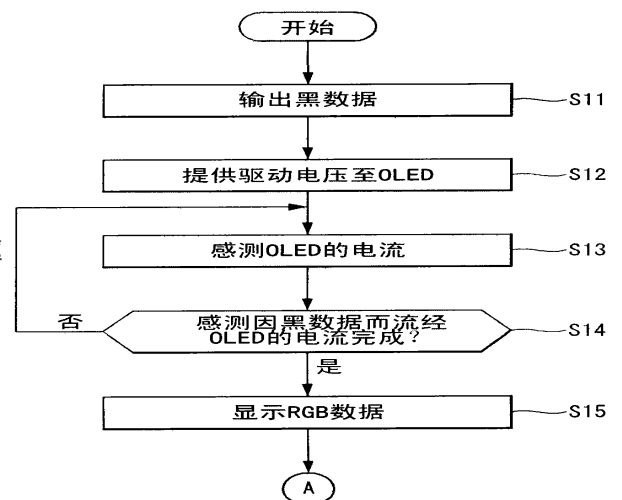 开始
输出黑数据
S11
提供驱动电压至OLED
S12
感测OLED的电流
S13
感测因黑数据而流经
OLED的电流完成？
S14
否
是
显示RGB数据
S15
A